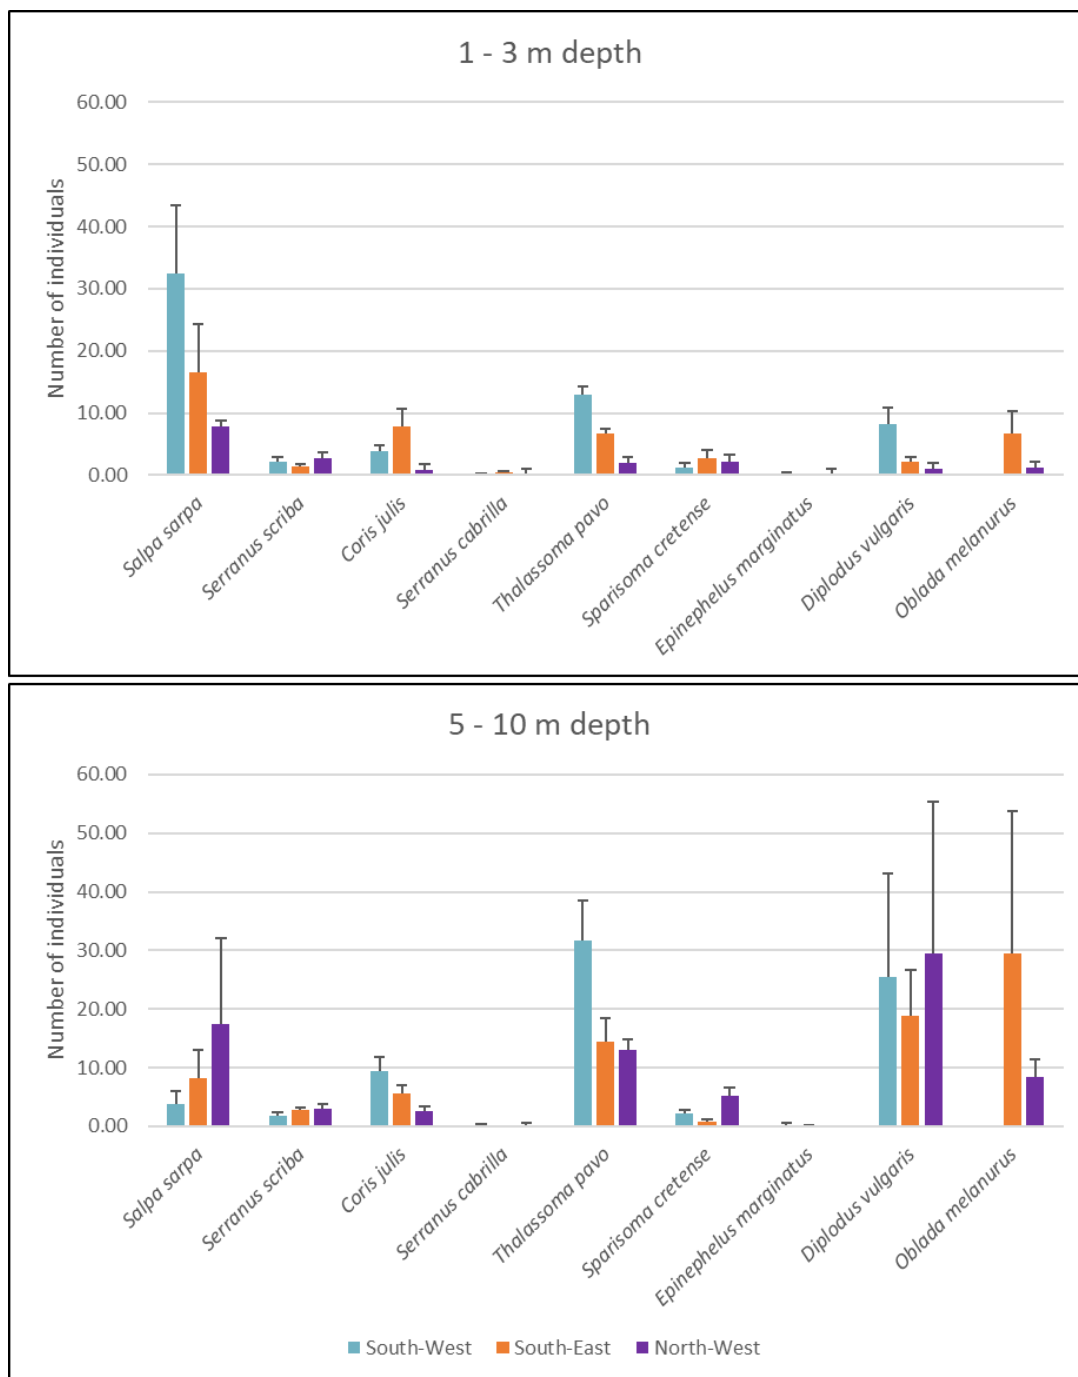 1 - 3 m depth
Number of individuals
60.00
50.00
40.00
30.00
20.00
10.00
0.00
Salpa sarpa
Serranus scriba
Coris julis
Serranus cabrilla
Thalassoma pavo
Sparisoma cretense
Epinephelus marginatus
Diplodus vulgaris
Oblada melanurus
5 - 10 m depth
Number of individuals
60.00
50.00
40.00
30.00
20.00
10.00
0.00
Salpa sarpa
Serranus scriba
Coris julis
Serranus cabrilla
Thalassoma pavo
Sparisoma cretense
Epinephelus marginatus
Diplodus vulgaris
Oblada melanurus
South-West South-East North-West